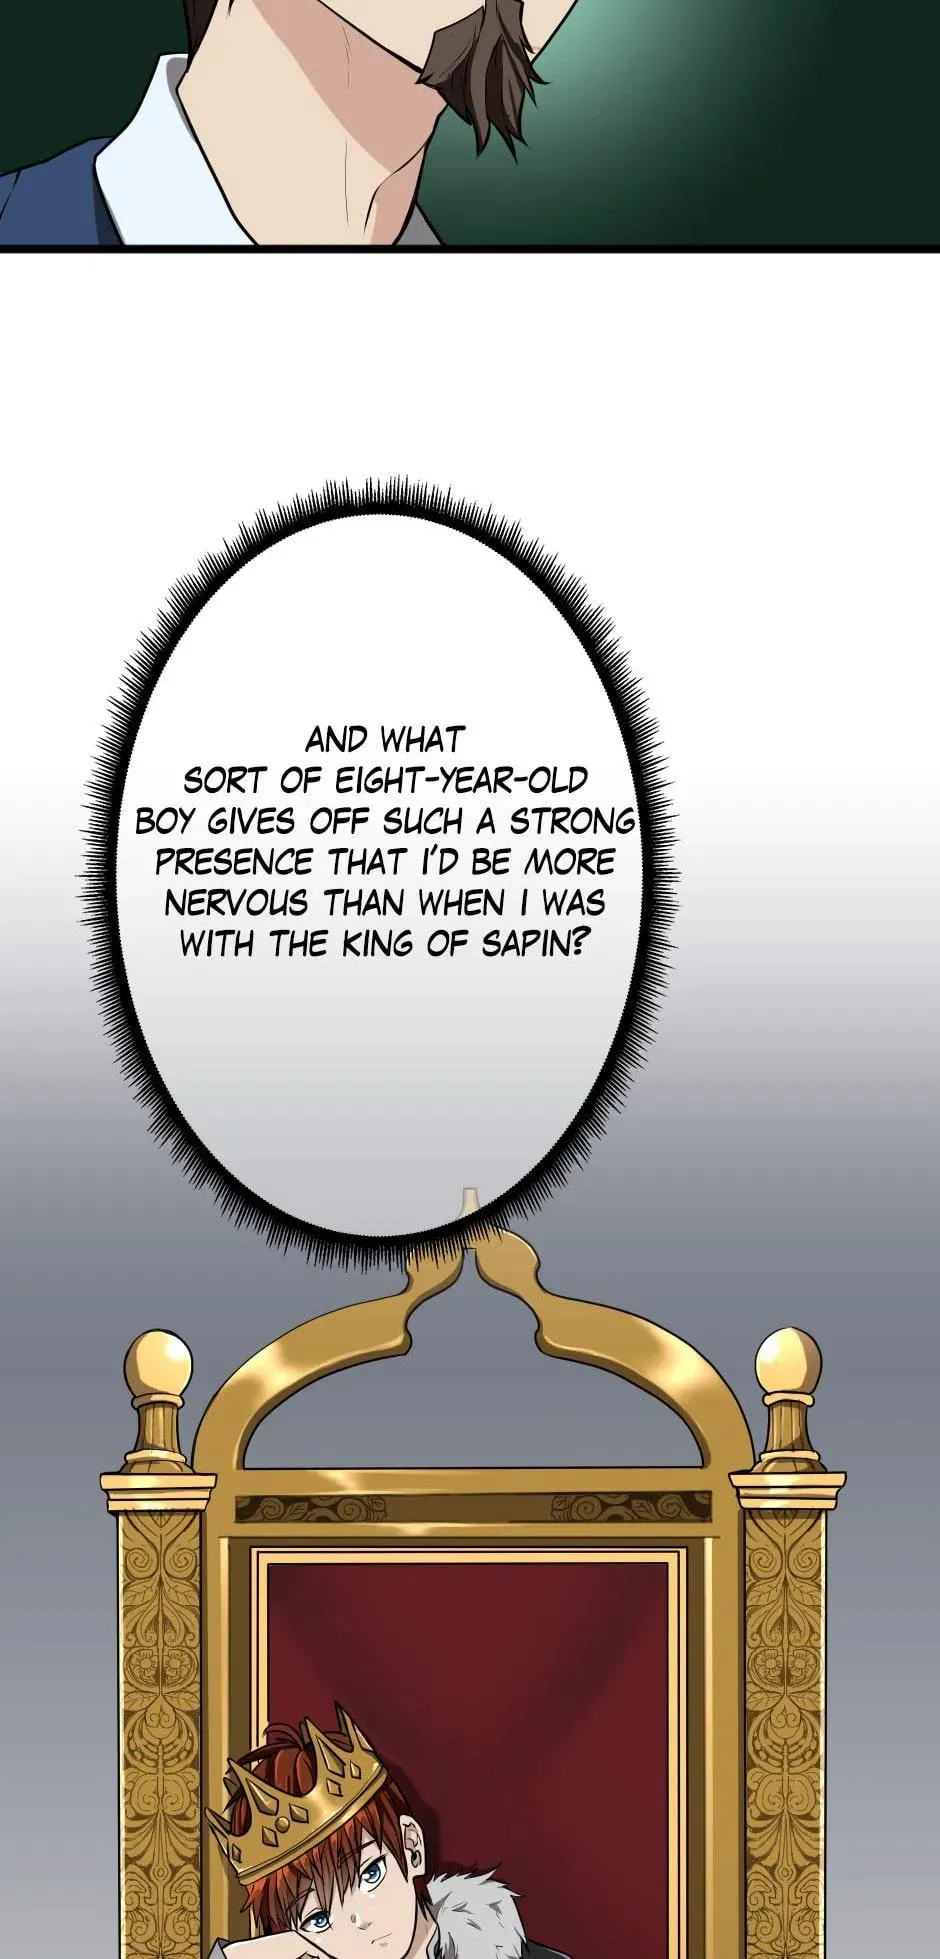 AND WHAT
SORT OF EIGHT-YEAR-OLD
BOY GIVES OFF SUCH A STRONG
PRESENCE THAT I'D BE MORE
NERVOUS THAN WHEN I WAS
WITH THE KING OF SAPIN?